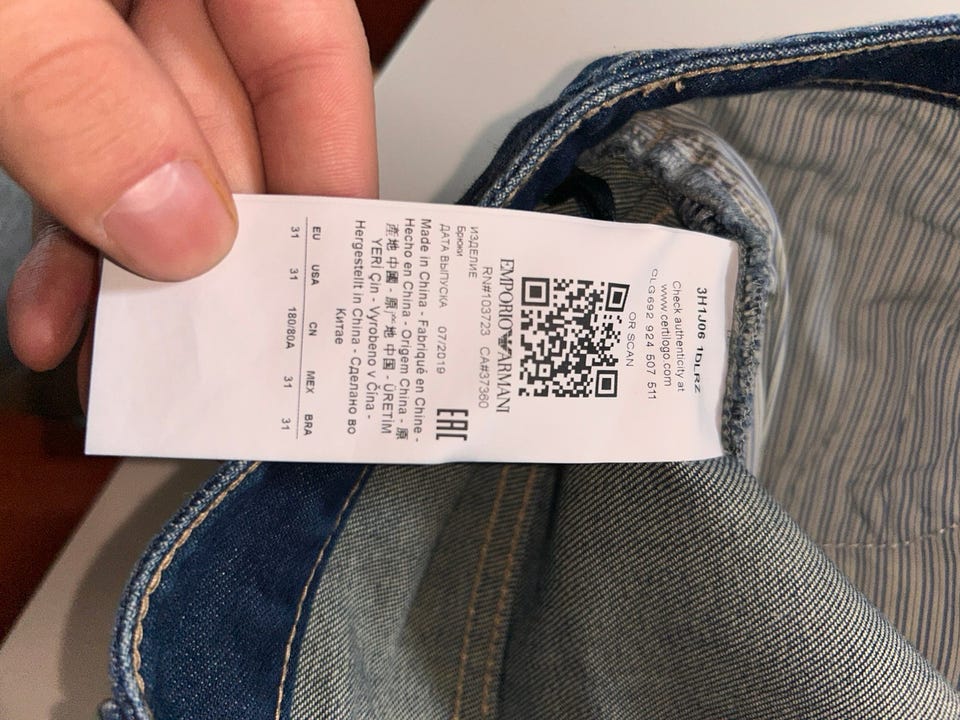 3H1J06 1DLRZ
Check authenticity at
www.certilogo.com
CLG692 924 507 511
OR SCAN
EMPORIO ARMANI
RN#103723 CA#37360
ИЗДЕЛИЕ
Брюки
ДАТА ВЫПУСКА 07/2019
EAC
Made in China - Fabriqué en Chine -
Hecho en China - Origem China - 原
產地 中國 - 原产地 中国 - ÜRETİM
YERİ Çin - Vyrobeno v Čína -
Hergestellt in China - Сделано во
Китае
EU USA CN MEX BRA
31 31 180/80A 31 31